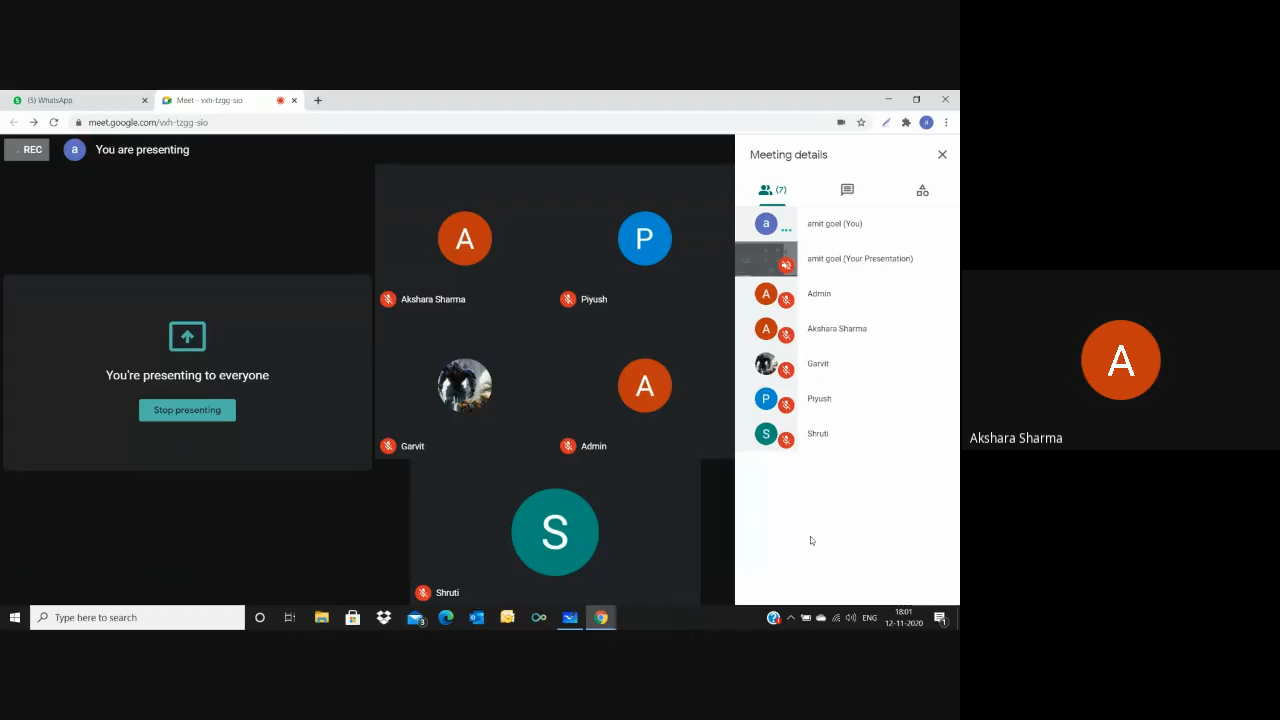 (5) WhatsApp
Meet - vxh-tzgg-sio
meet.google.com/vxh-tzgg-sio
a
REC
a
You are presenting
Meeting details
(7)
A
P
Akshara Sharma
Piyush
You're presenting to everyone
Stop presenting
A
Garvit
Admin
S
Shruti
a
amit goel (You)
amit goel (Your Presentation)
A
Admin
A
Akshara Sharma
Garvit
P
Piyush
S
Shruti
A
Akshara Sharma
Type here to search
3
ENG
18:01
12-11-2020
1